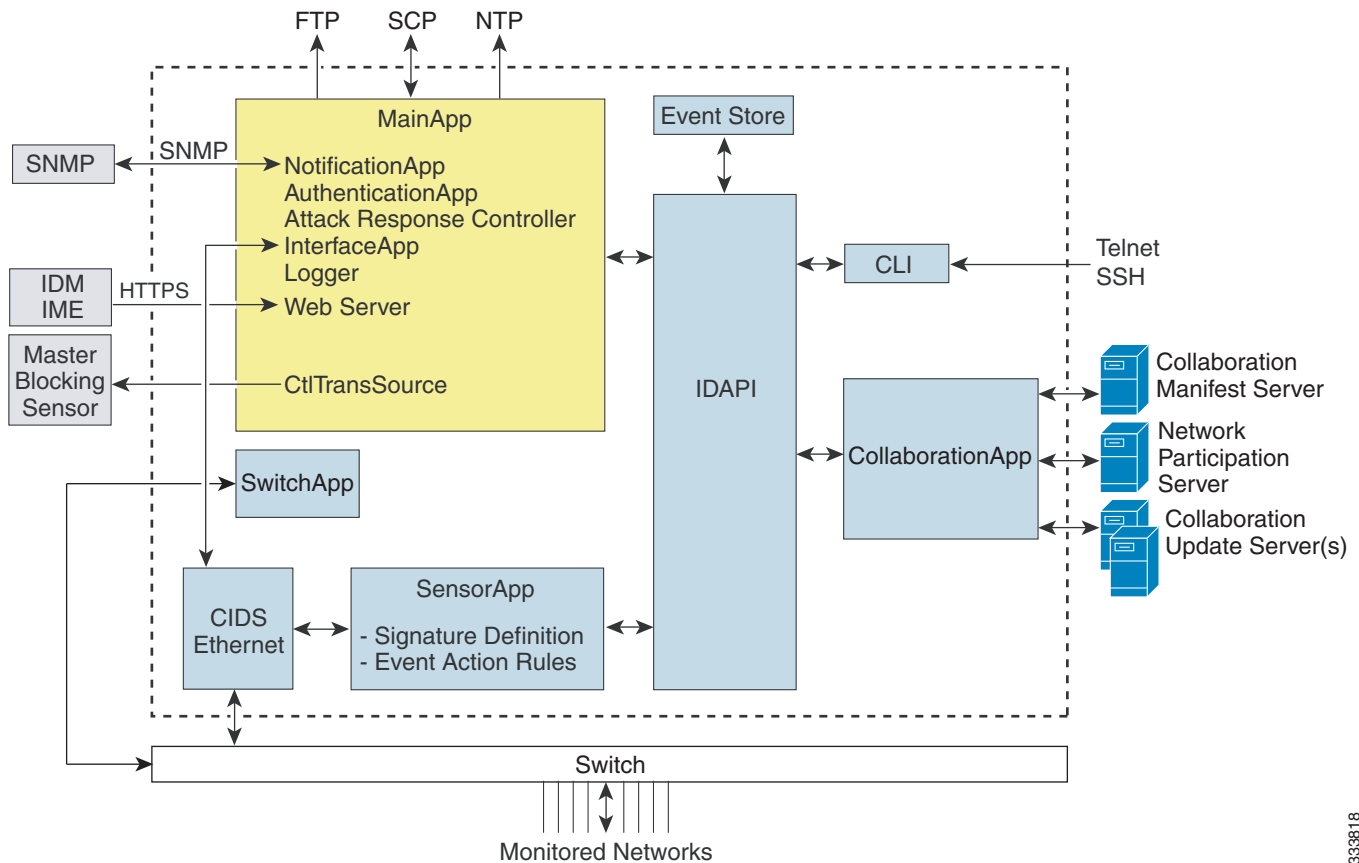 FTP SCP NTP
MainApp
SNMP
SNMP
NotificationApp
AuthenticationApp
Attack Response Controller
InterfaceApp
Logger
Web Server
CtlTransSource
IDM
IME
HTTPS
Master
Blocking
Sensor
Event Store
IDAPI
CLI
Telnet
SSH
CollaborationApp
Collaboration
Manifest Server
Network
Participation
Server
Collaboration
Update Server(s)
SwitchApp
CIDS
Ethernet
SensorApp
- Signature Definition
- Event Action Rules
Switch
Monitored Networks
333818